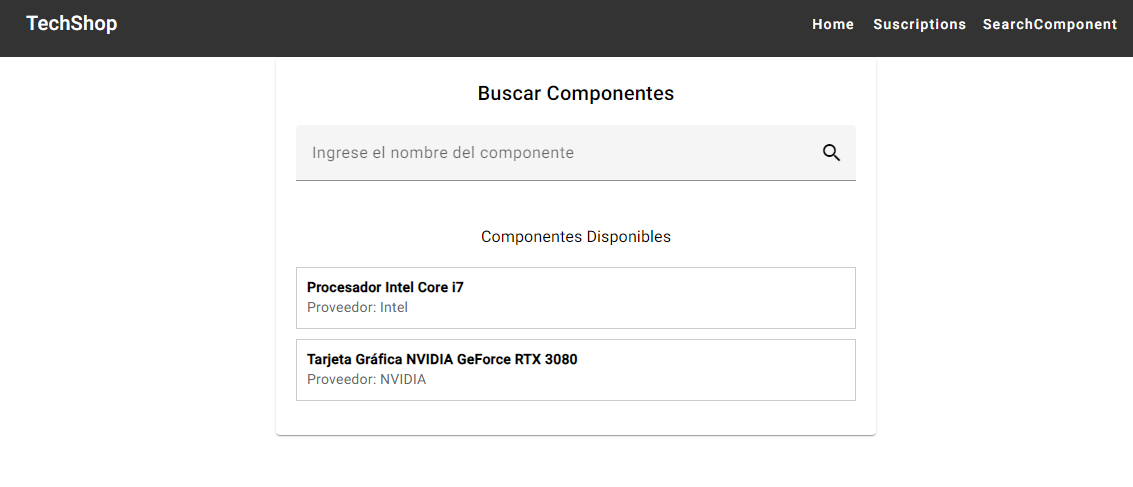 TechShop
Home Suscriptions SearchComponent
Buscar Componentes
Ingrese el nombre del componente
Componentes Disponibles
Procesador Intel Core i7
Proveedor: Intel
Tarjeta Gráfica NVIDIA GeForce RTX 3080
Proveedor: NVIDIA